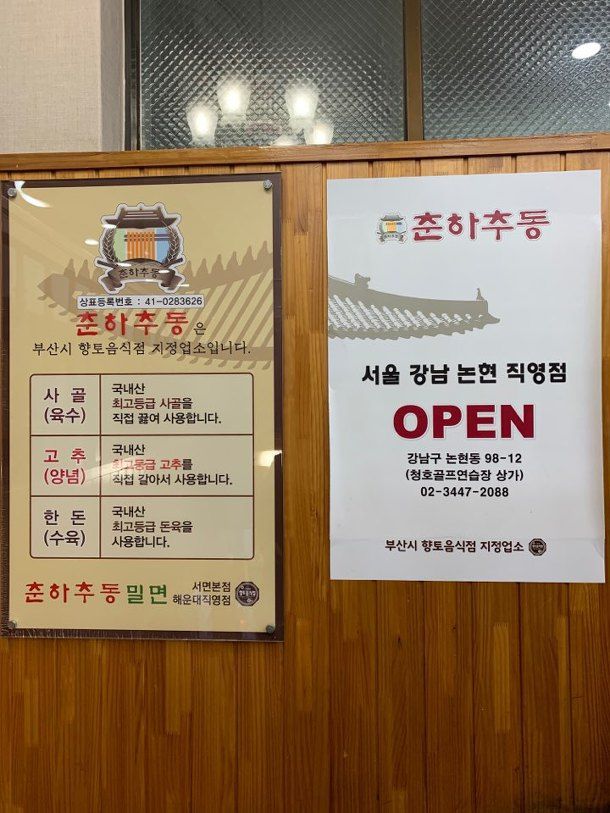 춘하추동
상표등록번호 : 41-0283626
춘하추동은
부산시 향토음식점 지정업소입니다.
사 골
(육수)
국내산
최고등급 사골을
직접 끓여 사용합니다.
고 추
(양념)
국내산
최고등급 고추를
직접 갈아서 사용합니다.
한 돈
(수육)
국내산
최고등급 돈육을
사용합니다.
춘하추동밀면
서면본점
해운대직영점
춘하추동
서울 강남 논현 직영점
OPEN
강남구 논현동 98-12
(청호골프연습장 상가)
02-3447-2088
부산시 향토음식점 지정업소